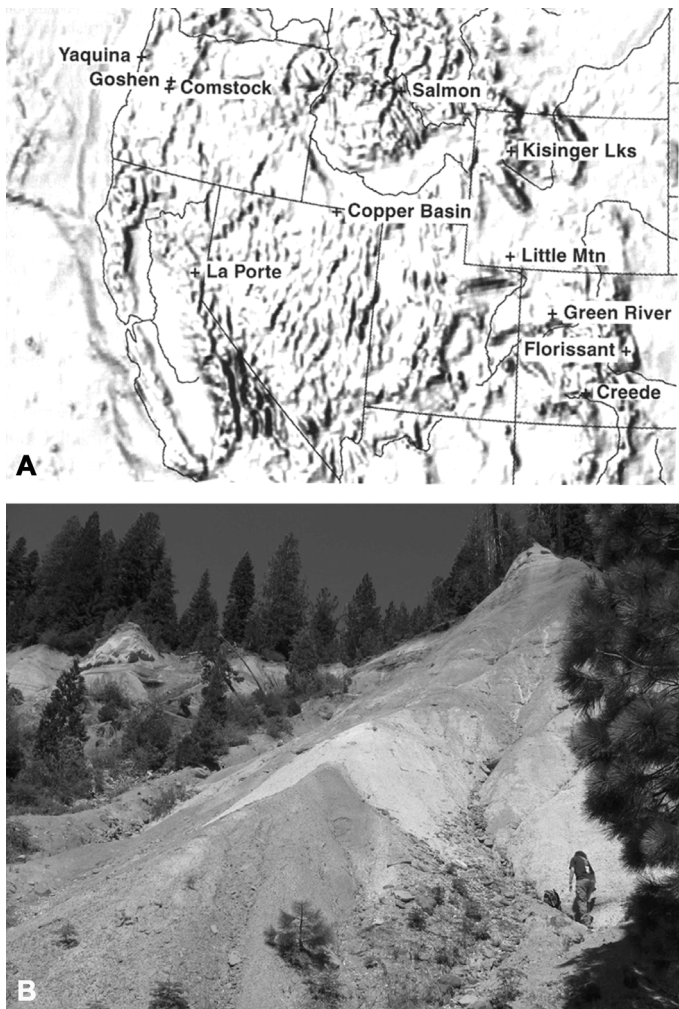 Yaquina
Goshen
Comstock
Salmon
Kisinger Lks
Copper Basin
Little Mtn
La Porte
Green River
Florissant
Creede
A
B